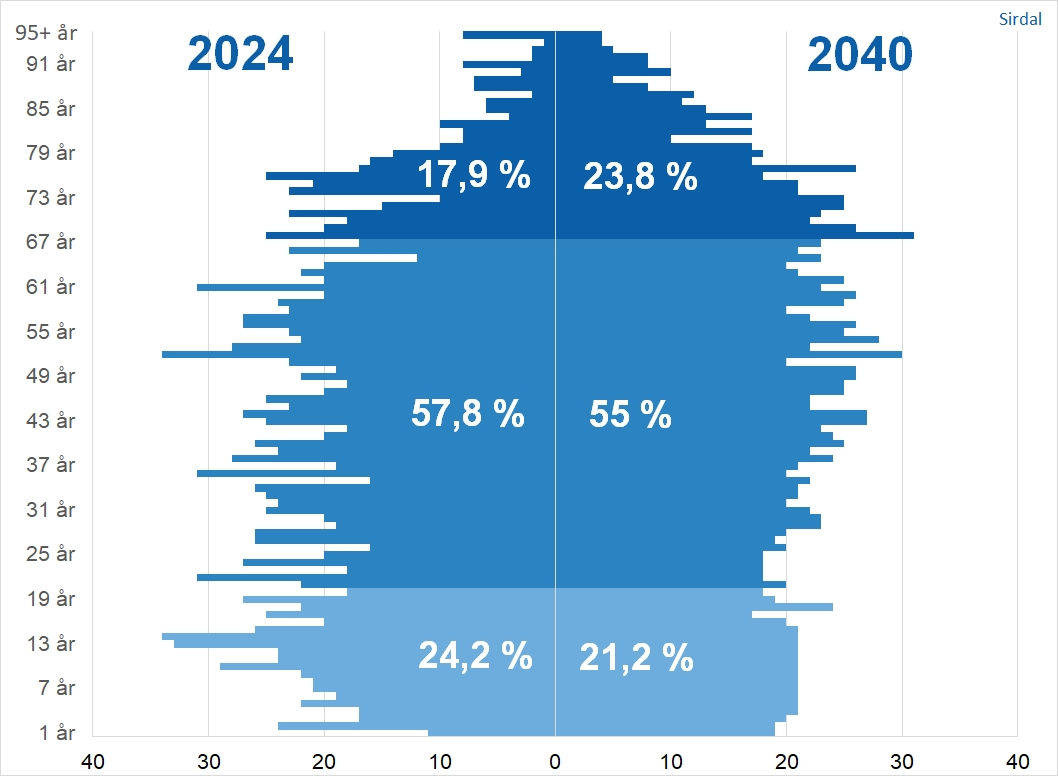 Sirdal
2024
2040
95+ år
91 år
85 år
79 år
73 år
67 år
61 år
55 år
49 år
43 år
37 år
31 år
25 år
19 år
13 år
7 år
1 år
17,9 %
23,8 %
57,8 %
55 %
24,2 %
21,2 %
40
30
20
10
0
10
20
30
40